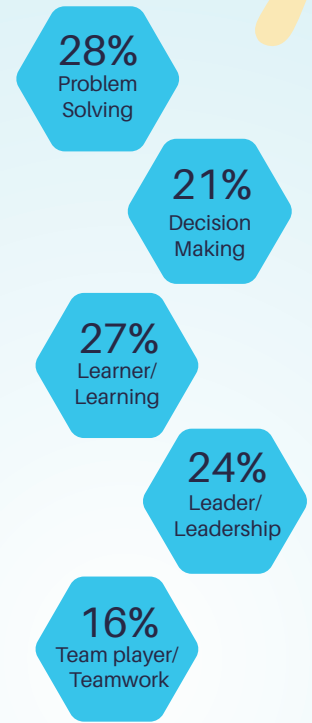 28%
Problem
Solving
21%
Decision
Making
27%
Learner/
Learning
24%
Leader/
Leadership
16%
Team player/
Teamwork